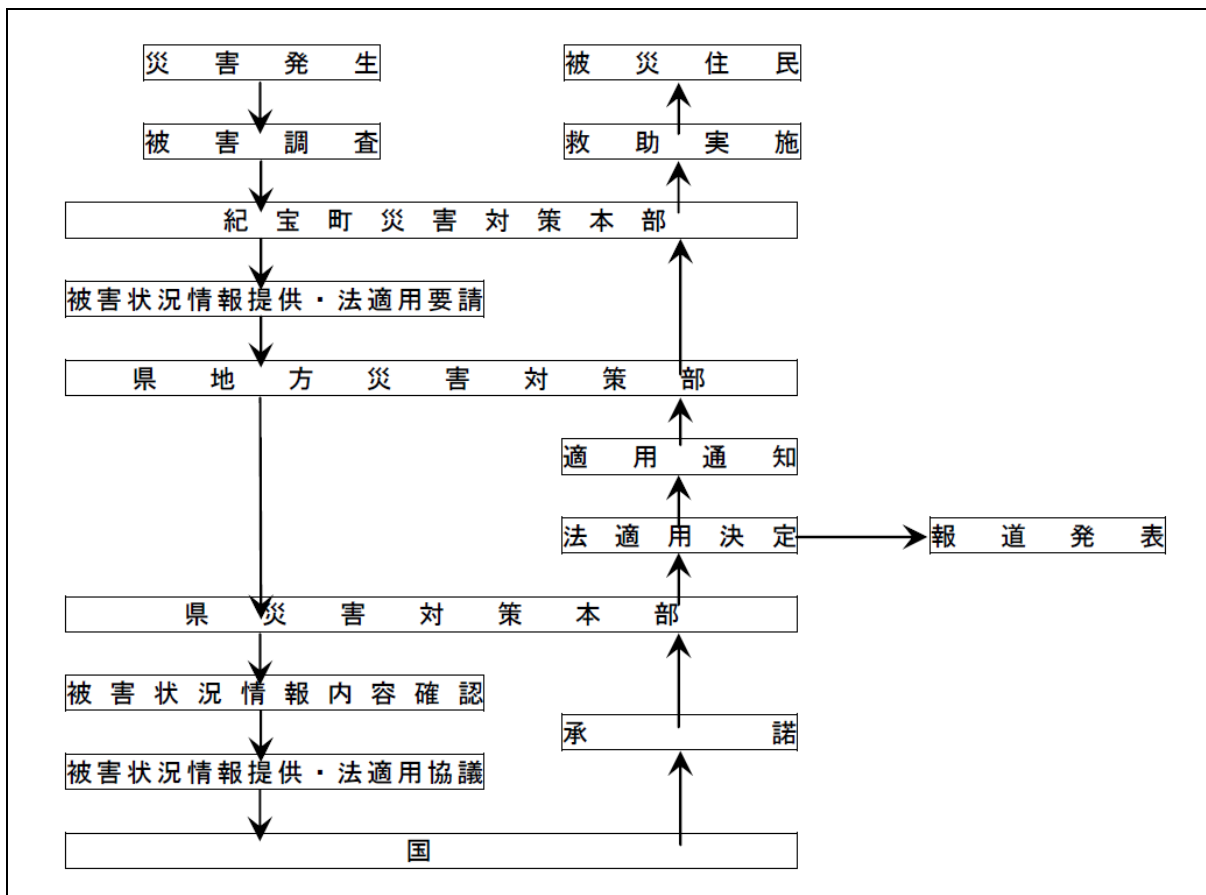 災害発生
被災住民
被害調査
救助実施
紀宝町災害対策本部
被害状況情報提供・法適用要請
県地方災害対策部
適用通知
法適用決定
報道発表
県災害対策本部
被害状況情報内容確認
承諾
被害状況情報提供・法適用協議
国